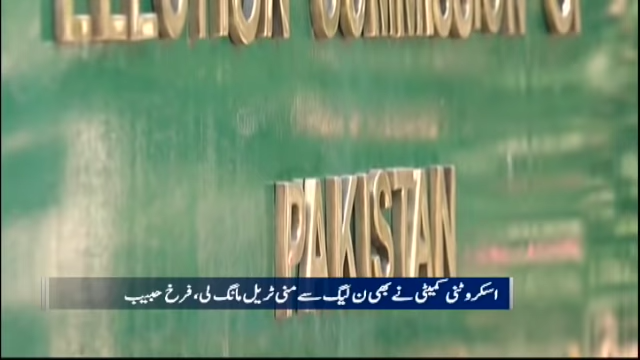 ELECTION COMMISSION OF
PAKISTAN
اسکروٹنی کمیٹی نے بھی ن لیگ سے منی ٹریل مانگ لی، فرخ حبیب